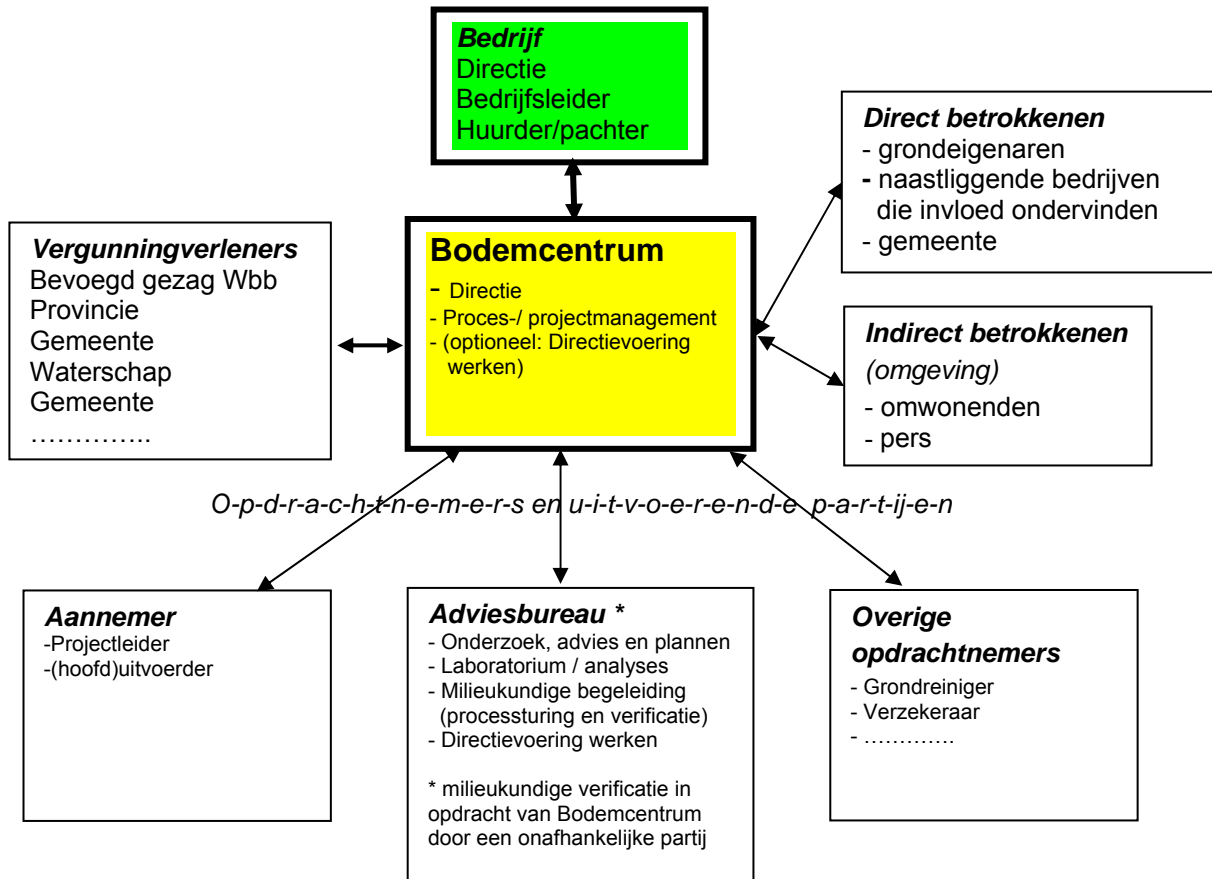 Bedrijf
Directie
Bedrijfsleider
Huurder/pachter
Direct betrokkenen
- grondeigenaren
- naastliggende bedrijven
die invloed ondervinden
- gemeente
Vergunningverleners
Bevoegd gezag Wbb
Provincie
Gemeente
Waterschap
Gemeente
…………...
Bodemcentrum
- Directie
- Proces-/ projectmanagement
- (optioneel: Directievoering
werken)
Indirect betrokkenen
(omgeving)
- omwonenden
- pers
O-p-d-r-a-c-h-t-n-e-m-e-r-s en u-i-t-v-o-e-r-e-n-d-e p-a-r-t-ij-e-n
Aannemer
-Projectleider
-(hoofd)uitvoerder
Adviesbureau *
- Onderzoek, advies en plannen
- Laboratorium / analyses
- Milieukundige begeleiding
(processturing en verificatie)
- Directievoering werken
* milieukundige verificatie in
opdracht van Bodemcentrum
door een onafhankelijke partij
Overige
opdrachtnemers
- Grondreiniger
- Verzekeraar
- ………….